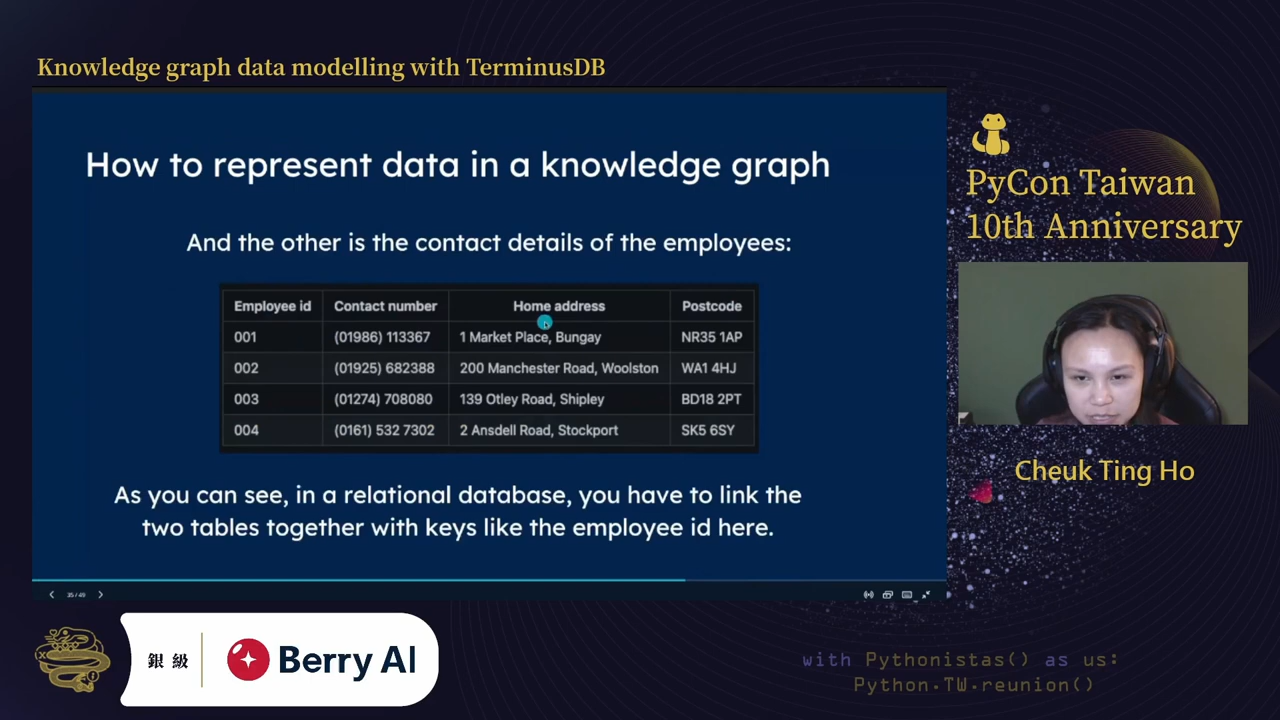 Knowledge graph data modelling with TerminusDB
How to represent data in a knowledge graph
And the other is the contact details of the employees:
Employee id Contact number Home address Postcode
001 (01986) 113367 1 Market Place, Bungay NR35 1AP
002 (01925) 682388 200 Manchester Road, Woolston WA1 4HJ
003 (01274) 708080 139 Otley Road, Shipley BD18 2PT
004 (0161) 532 7302 2 Ansdell Road, Stockport SK5 6SY
As you can see, in a relational database, you have to link the
two tables together with keys like the employee id here.
35 / 49
PyCon Taiwan
10th Anniversary
Cheuk Ting Ho
銀級
Berry AI
with Pythonistas() as us:
Python.TW.reunion()